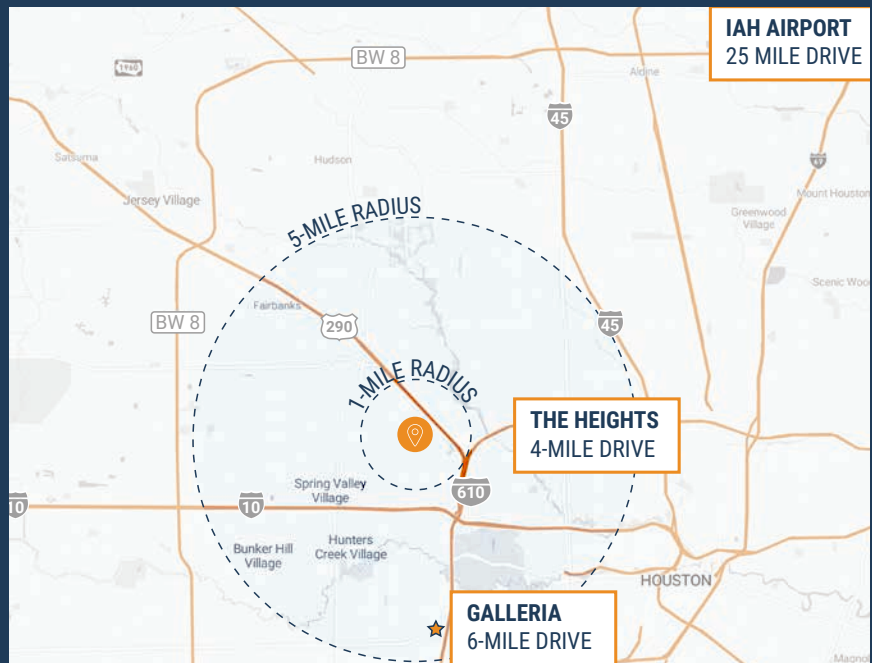 IAH AIRPORT
25 MILE DRIVE
BW 8
1960
Aldine
45
Satsuma
Hudson
69
Jersey Village
Mount Houston
Greenwood
Village
5-MILE RADIUS
Scenic Woo
Fairbanks
BW 8
290
45
1-MILE RADIUS
THE HEIGHTS
4-MILE DRIVE
Spring Valley
Village
610
10
10
Bunker Hill
Village
Hunters
Creek Village
HOUSTON
GALLERIA
6-MILE DRIVE
Magnol